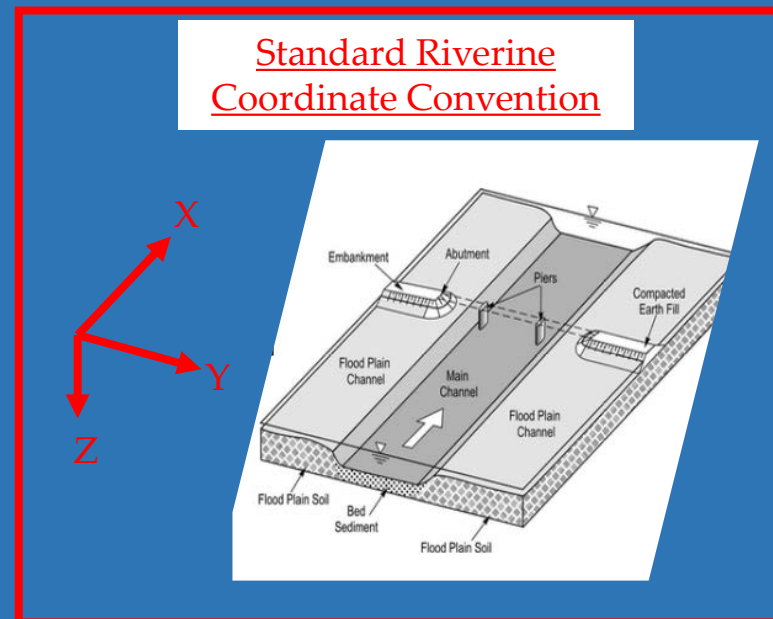 Standard Riverine
Coordinate Convention
X
Y
Z
Embankment
Abutment
Piers
Compacted
Earth Fill
Flood Plain
Channel
Main
Channel
Flood Plain
Channel
Flood Plain Soil
Bed
Sediment
Flood Plain Soil